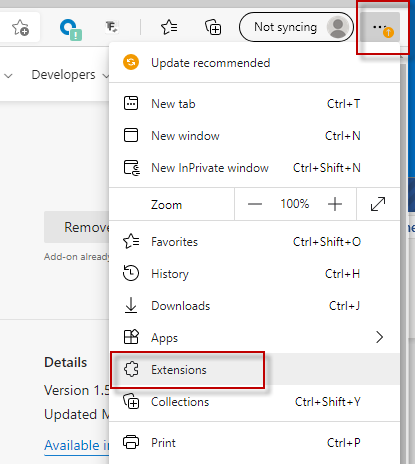 Not syncing
Update recommended
New tab Ctrl+T
New window Ctrl+N
New InPrivate window Ctrl+Shift+N
Zoom 100%
Favorites Ctrl+Shift+O
History Ctrl+H
Downloads Ctrl+J
Apps
Extensions
Collections Ctrl+Shift+Y
Print Ctrl+P
Developers
Remove
Add-on already
Details
Version 1.5
Updated M
Available in